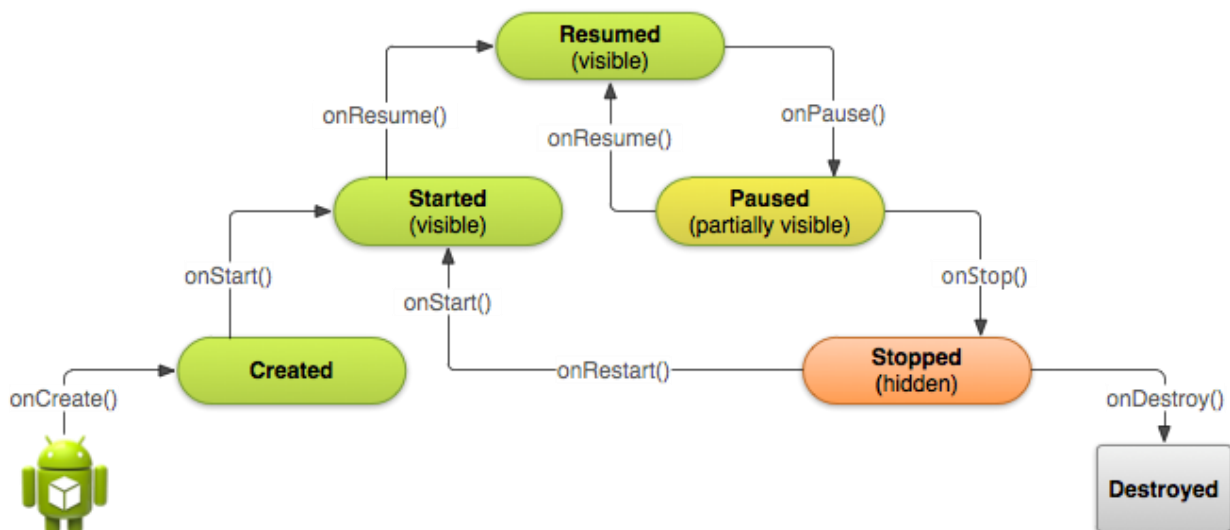 Resumed
(visible)
onResume()
onResume()
onPause()
Started
(visible)
Paused
(partially visible)
onStart()
onStart()
onStop()
Created
onRestart()
Stopped
(hidden)
onCreate()
onDestroy()
Destroyed